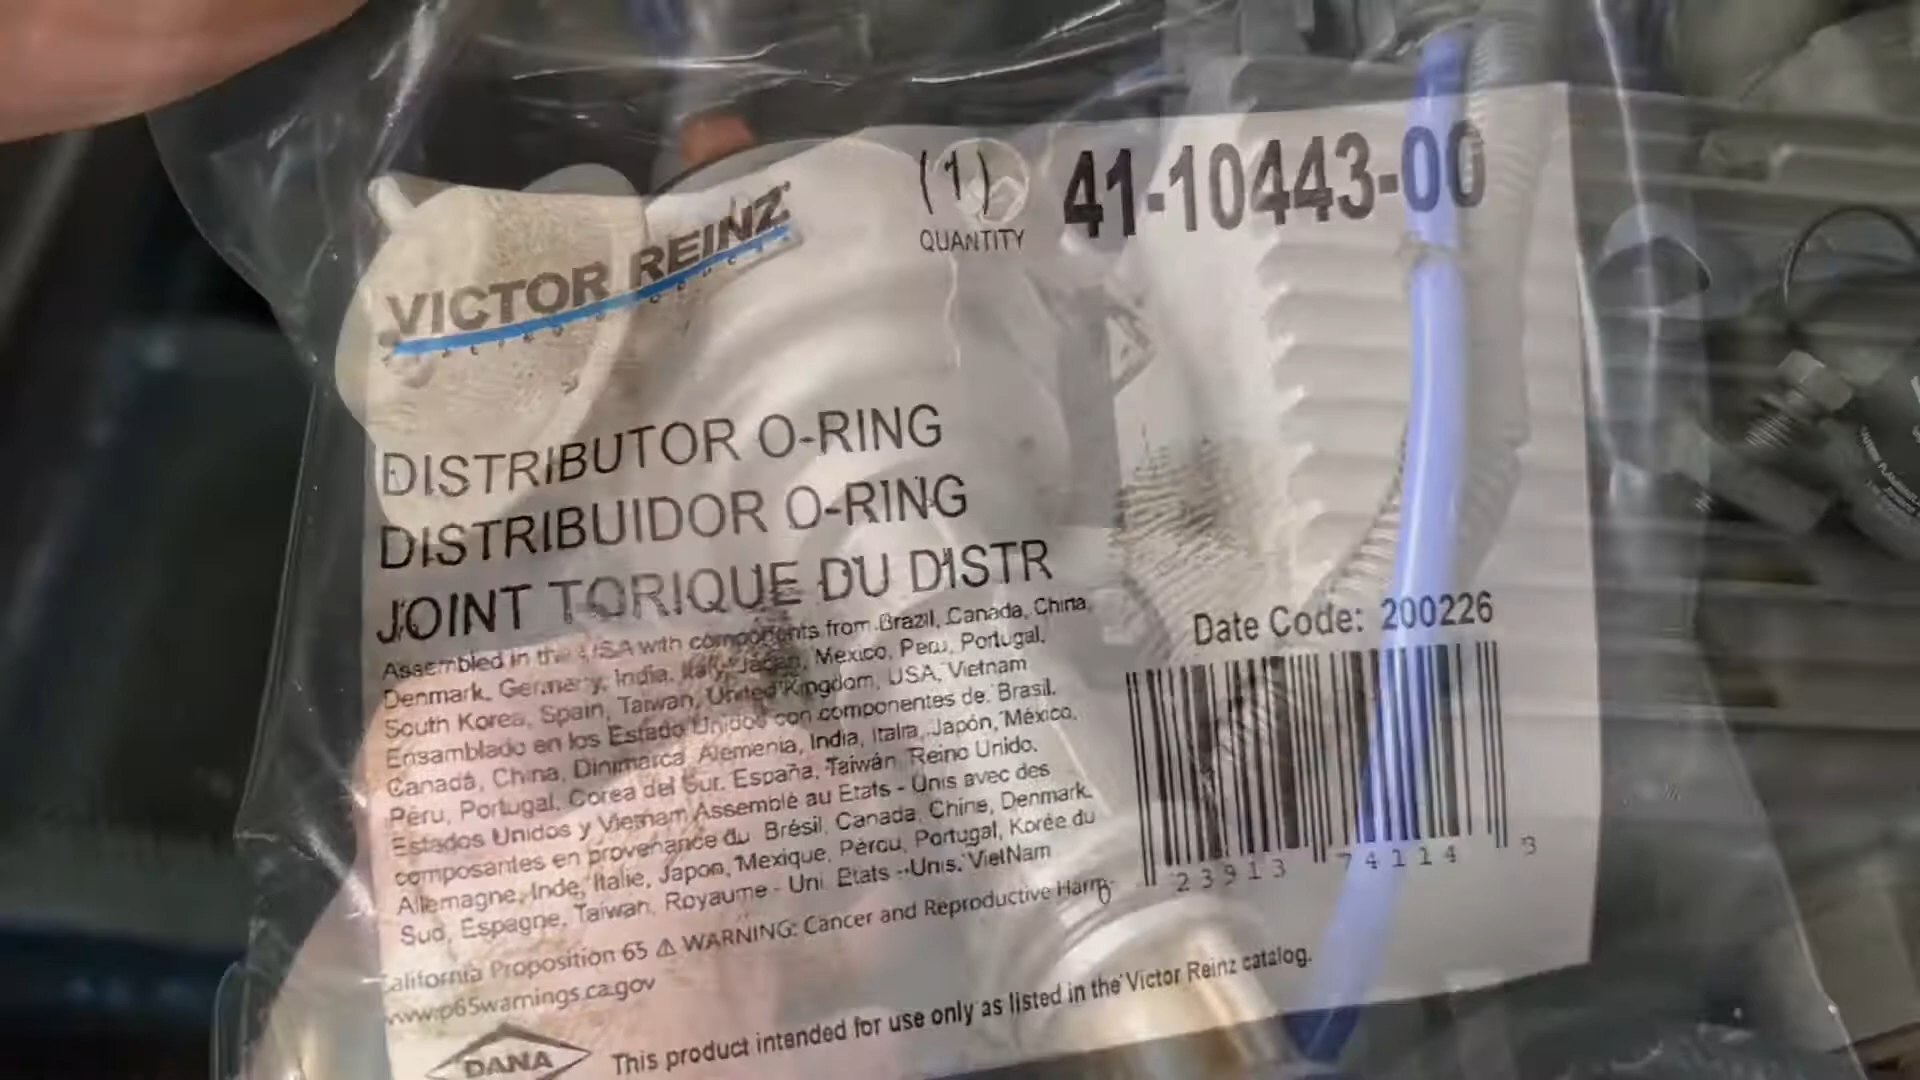 VICTOR REINZ
(1) 41-10443-00
QUANTITY
DISTRIBUTOR O-RING
DISTRIBUIDOR O-RING
JOINT TORIQUE DU DISTR
Assembled in the USA with components from Brazil, Canada, China,
Denmark, Germany, India, Italy, Japan, Mexico, Peru, Portugal,
South Korea, Spain, Taiwan, United Kingdom, USA, Vietnam
Ensamblado en los Estado Unidos con componentes de: Brasil,
Canadá, China, Dinimarca, Alemenia, India, Italra, Japón, México,
Péru, Portugal, Corea del Sur, España, Taiwán, Reino Unido,
Estados Unidos y Vietnam Assemblé au Etats - Unis avec des
composantes en provenance du Brésil, Canada, Chine, Denmark,
Allemagne, Inde, Italie, Japon, Mexique, Pérou, Portugal, Korée du
Sud, Espagne, Taiwan, Royaume - Uni, Etats - Unis, VietNam
California Proposition 65 ⚠ WARNING: Cancer and Reproductive Harm-
www.p65warnings.ca.gov
DANA
This product intended for use only as listed in the Victor Reinz catalog.
Date Code: 200226
23913 74114 3